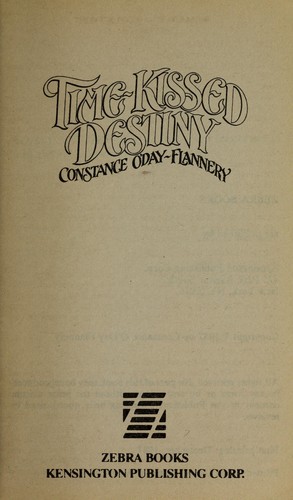 TIME-KISSED
DESTINY
CONSTANCE O'DAY-FLANNERY
ZEBRA BOOKS
KENSINGTON PUBLISHING CORP.